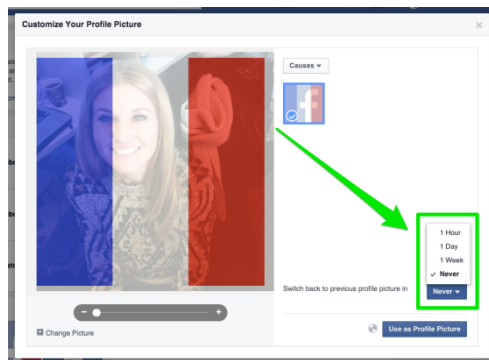 Customize Your Profile Picture
Causes
f
1 Hour
1 Day
1 Week
✓ Never
Switch back to previous profile picture in
Never
Change Picture
Use as Profile Picture